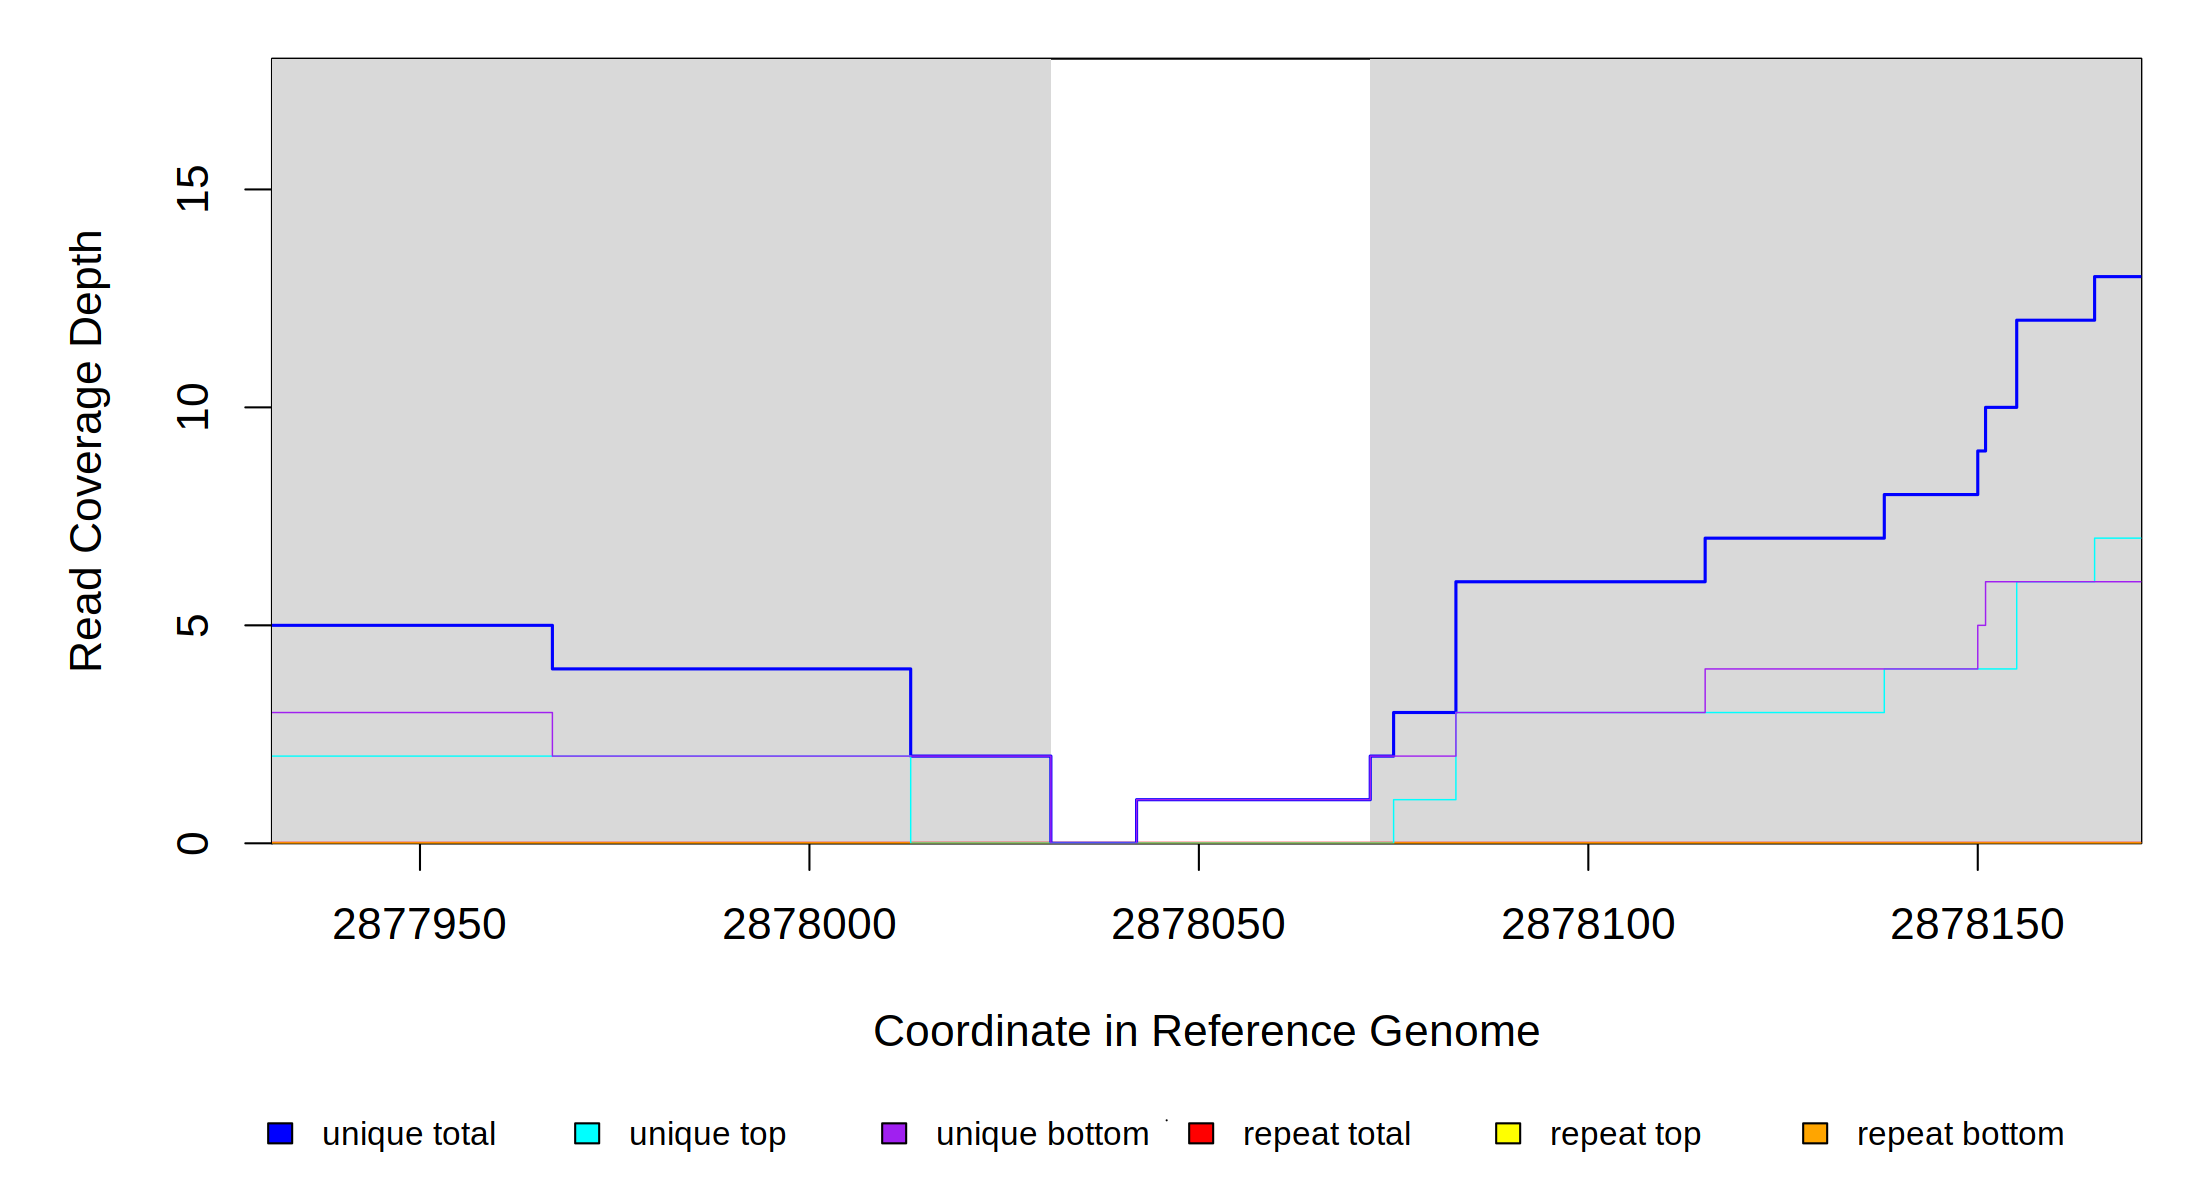 Read Coverage Depth
15
10
5
0
2877950 2878000 2878050 2878100 2878150
Coordinate in Reference Genome
unique total unique top unique bottom repeat total repeat top repeat bottom